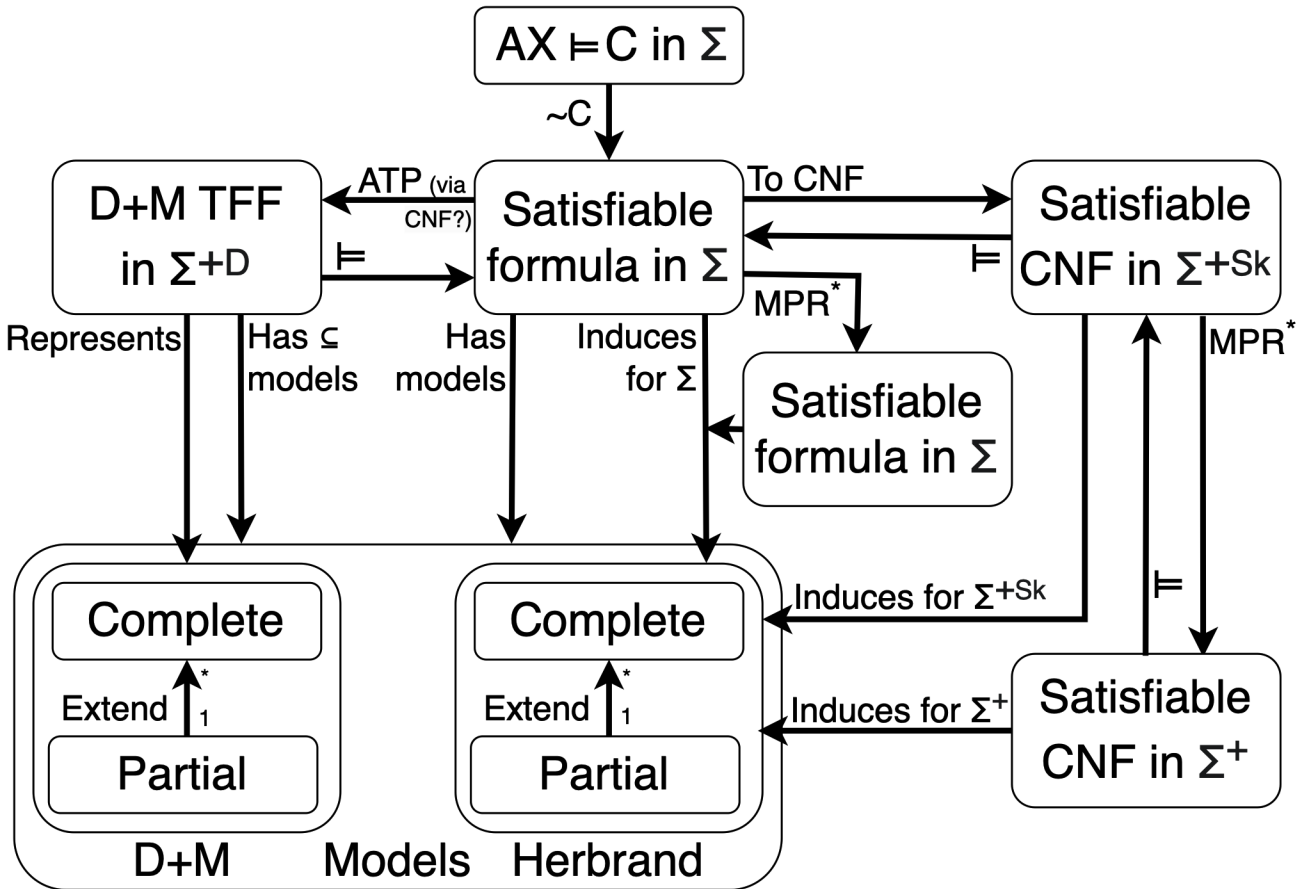 AX ⊨ C in Σ
~C
D+M TFF
in Σ+D
ATP (via
CNF?)
⊨
Satisfiable
formula in Σ
To CNF
⊨
MPR*
Satisfiable
CNF in Σ+Sk
Represents
Has ⊆
models
Has
models
Induces
for Σ
MPR*
Satisfiable
formula in Σ
Complete
*
Extend
1
Partial
Complete
*
Extend
1
Partial
Induces for Σ+Sk
⊨
Induces for Σ+
Satisfiable
CNF in Σ+
D+M Models Herbrand